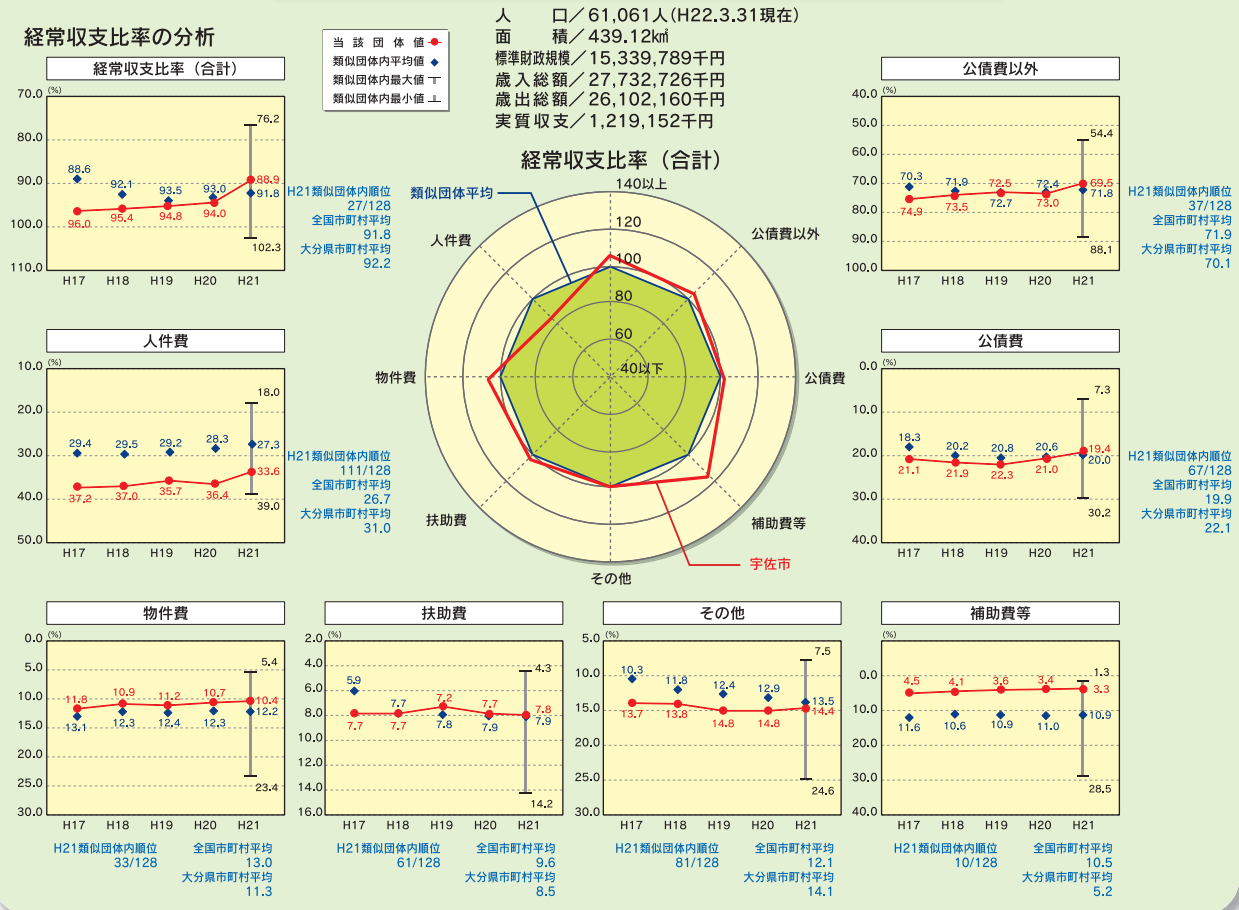 経常収支比率の分析
当該団体値
類似団体内平均値
類似団体内最大値
類似団体内最小値
人　口／61,061人(H22.3.31現在)
面　積／439.12㎢
標準財政規模／15,339,789千円
歳入総額／27,732,726千円
歳出総額／26,102,160千円
実質収支／1,219,152千円
経常収支比率（合計）
(%)
70.0
80.0
90.0
100.0
110.0
88.6
92.1
93.5
93.0
91.8
96.0
95.4
94.8
94.0
88.9
76.2
102.3
H17 H18 H19 H20 H21
H21類似団体内順位
27/128
全国市町村平均
91.8
大分県市町村平均
92.2
経常収支比率（合計）
類似団体平均
140以上
120
100
80
60
40以下
公債費以外
公債費
補助費等
その他
扶助費
物件費
人件費
宇佐市
公債費以外
(%)
40.0
50.0
60.0
70.0
80.0
90.0
100.0
70.3
71.9
72.5
72.4
69.5
71.8
74.9
73.5
72.7
73.0
54.4
88.1
H17 H18 H19 H20 H21
H21類似団体内順位
37/128
全国市町村平均
71.9
大分県市町村平均
70.1
人件費
(%)
10.0
20.0
30.0
40.0
50.0
29.4
29.5
29.2
28.3
27.3
37.2
37.0
35.7
36.4
33.6
18.0
39.0
H17 H18 H19 H20 H21
H21類似団体内順位
111/128
全国市町村平均
26.7
大分県市町村平均
31.0
公債費
(%)
0.0
10.0
20.0
30.0
40.0
18.3
20.2
20.8
20.6
19.4
20.0
21.1
21.9
22.3
21.0
7.3
30.2
H17 H18 H19 H20 H21
H21類似団体内順位
67/128
全国市町村平均
19.9
大分県市町村平均
22.1
物件費
(%)
0.0
5.0
10.0
15.0
20.0
25.0
30.0
11.8
10.9
11.2
10.7
10.4
13.1
12.3
12.4
12.3
12.2
5.4
23.4
H17 H18 H19 H20 H21
H21類似団体内順位
33/128
全国市町村平均
13.0
大分県市町村平均
11.3
扶助費
(%)
2.0
4.0
6.0
8.0
10.0
12.0
14.0
16.0
5.9
7.7
7.2
7.7
7.8
7.7
7.7
7.8
7.9
7.9
4.3
14.2
H17 H18 H19 H20 H21
H21類似団体内順位
61/128
全国市町村平均
9.6
大分県市町村平均
8.5
その他
(%)
5.0
10.0
15.0
20.0
25.0
30.0
10.3
11.8
12.4
12.9
13.5
13.7
13.8
14.8
14.8
14.4
7.5
24.6
H17 H18 H19 H20 H21
H21類似団体内順位
81/128
全国市町村平均
12.1
大分県市町村平均
14.1
補助費等
(%)
0.0
10.0
20.0
30.0
40.0
4.5
4.1
3.6
3.4
3.3
11.6
10.6
10.9
11.0
10.9
1.3
28.5
H17 H18 H19 H20 H21
H21類似団体内順位
10/128
全国市町村平均
10.5
大分県市町村平均
5.2